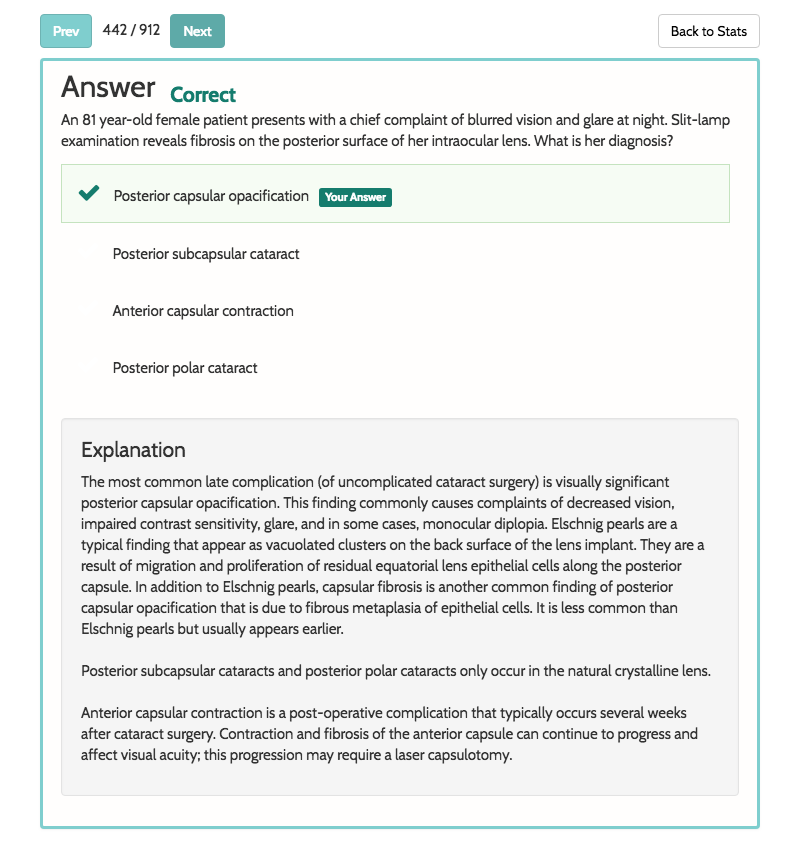 Prev 442 / 912 Next Back to Stats
Answer Correct
An 81 year-old female patient presents with a chief complaint of blurred vision and glare at night. Slit-lamp
examination reveals fibrosis on the posterior surface of her intraocular lens. What is her diagnosis?
Posterior capsular opacification Your Answer
Posterior subcapsular cataract
Anterior capsular contraction
Posterior polar cataract
Explanation
The most common late complication (of uncomplicated cataract surgery) is visually significant
posterior capsular opacification. This finding commonly causes complaints of decreased vision,
impaired contrast sensitivity, glare, and in some cases, monocular diplopia. Elschnig pearls are a
typical finding that appear as vacuolated clusters on the back surface of the lens implant. They are a
result of migration and proliferation of residual equatorial lens epithelial cells along the posterior
capsule. In addition to Elschnig pearls, capsular fibrosis is another common finding of posterior
capsular opacification that is due to fibrous metaplasia of epithelial cells. It is less common than
Elschnig pearls but usually appears earlier.
Posterior subcapsular cataracts and posterior polar cataracts only occur in the natural crystalline lens.
Anterior capsular contraction is a post-operative complication that typically occurs several weeks
after cataract surgery. Contraction and fibrosis of the anterior capsule can continue to progress and
affect visual acuity; this progression may require a laser capsulotomy.